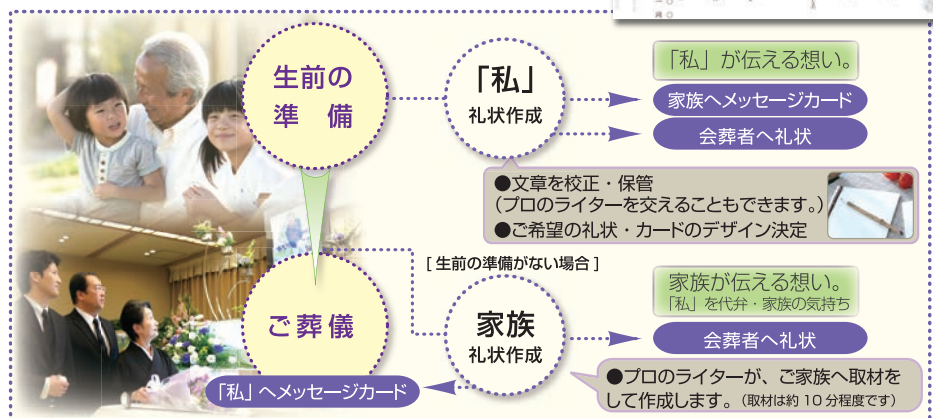 生前の
準　備
「私」
礼状作成
「私」が伝える想い。
家族へメッセージカード
会葬者へ礼状
●文章を校正・保管
（プロのライターを交えることもできます。）
●ご希望の礼状・カードのデザイン決定
[ 生前の準備がない場合 ]
ご葬儀
家族
礼状作成
家族が伝える想い。
「私」を代弁・家族の気持ち
会葬者へ礼状
「私」へメッセージカード
●プロのライターが、ご家族へ取材を
して作成します。（取材は約 10 分程度です）